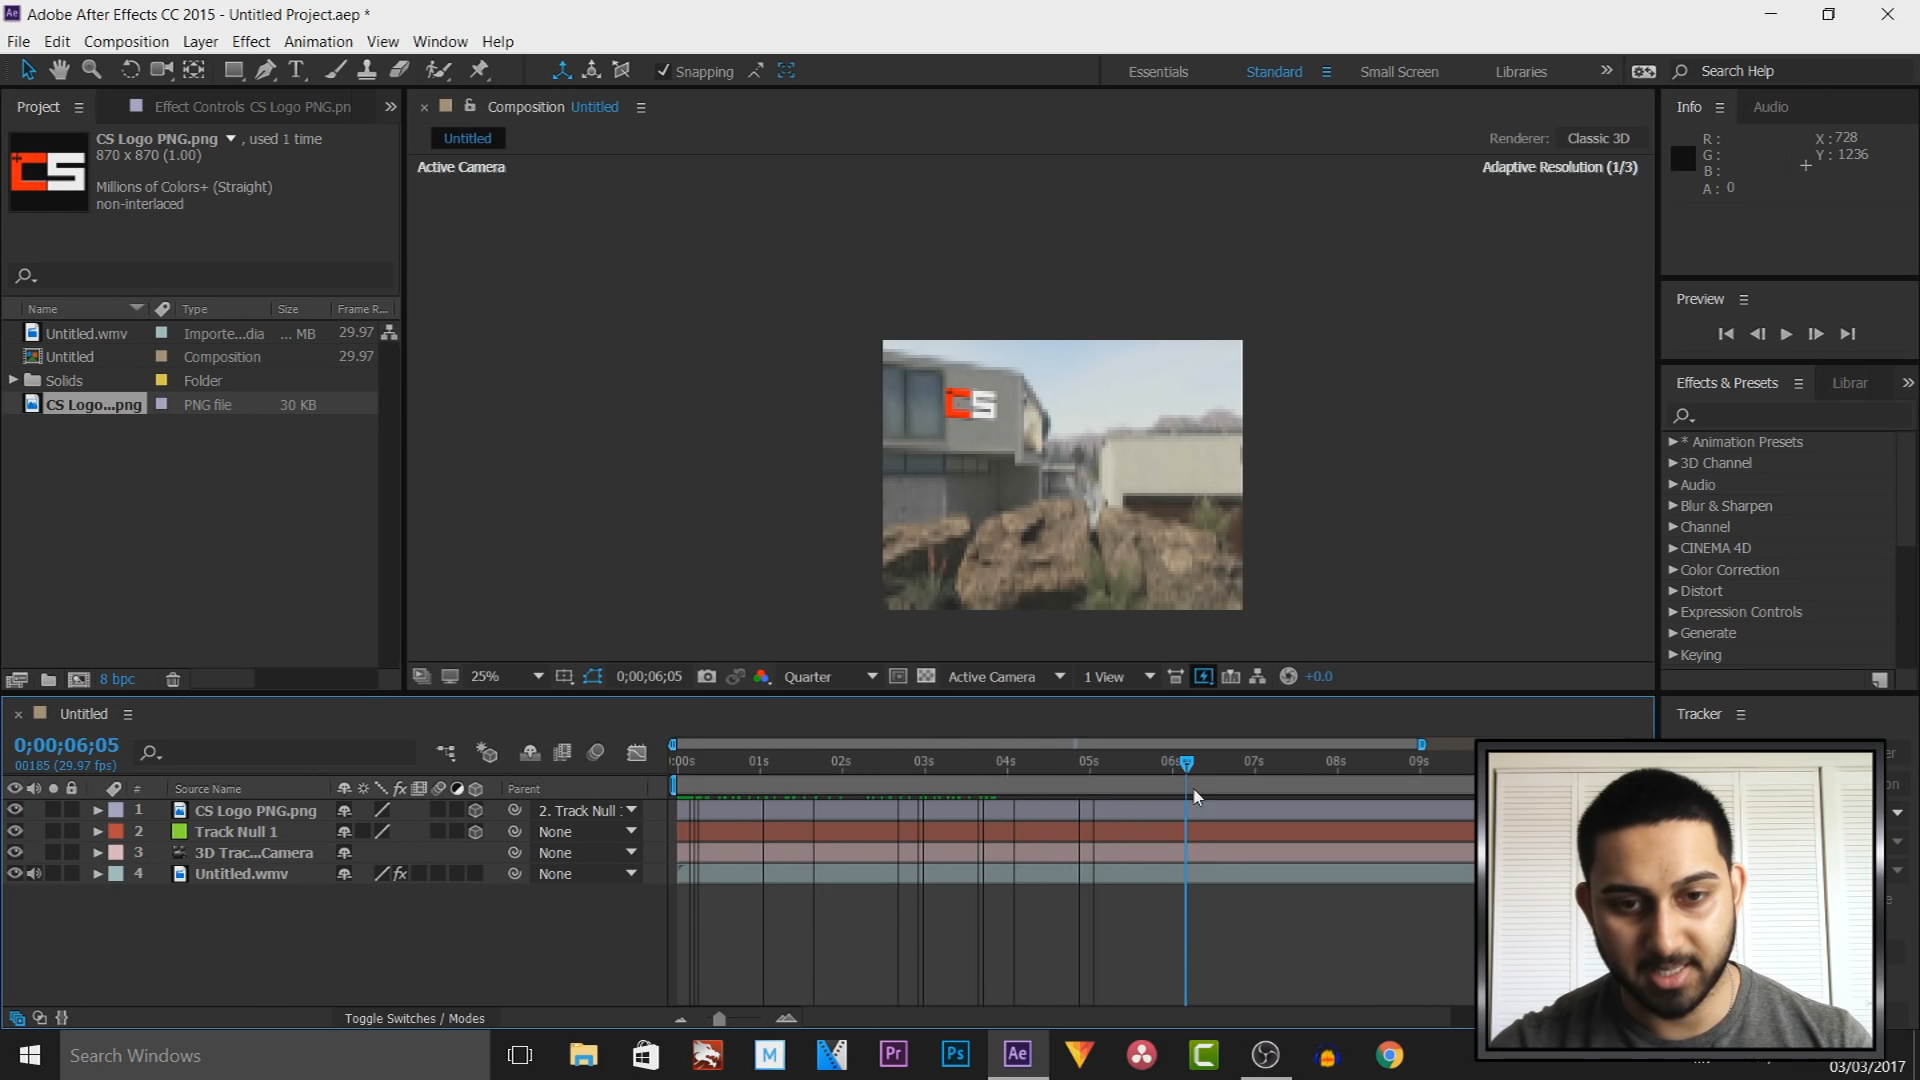 Adobe After Effects CC 2015 - Untitled Project.aep *
File Edit Composition Layer Effect Animation View Window Help
Snapping Essentials Standard Small Screen Libraries Search Help
Project Effect Controls CS Logo PNG.pn Composition Untitled Info Audio
CS Logo PNG.png , used 1 time
870 x 870 (1.00)
Untitled Renderer: Classic 3D
R : X : 728
G : Y : 1236
B :
A : 0
Active Camera Adaptive Resolution (1/3)
Millions of Colors+ (Straight)
non-interlaced
CS
Name Type Size Frame R...
Untitled.wmv Importe...dia ... MB 29.97
Untitled Composition 29.97
Solids Folder
CS Logo...png PNG file 30 KB
8 bpc
CS
Preview
Effects & Presets Librar
* Animation Presets
3D Channel
Audio
Blur & Sharpen
Channel
CINEMA 4D
Color Correction
Distort
Expression Controls
Generate
Keying
25% 0;00;06;05 Quarter Active Camera 1 View +0.0
Untitled Tracker
0;00;06;05
00185 (29.97 fps)
:00s 01s 02s 03s 04s 05s 06s 07s 08s 09s
# Source Name fx Parent
1 CS Logo PNG.png 2. Track Null :
2 Track Null 1 None
3 3D Trac...Camera None
4 Untitled.wmv fx None
Toggle Switches / Modes
Search Windows M Pr Ps Ae C
03/03/2017